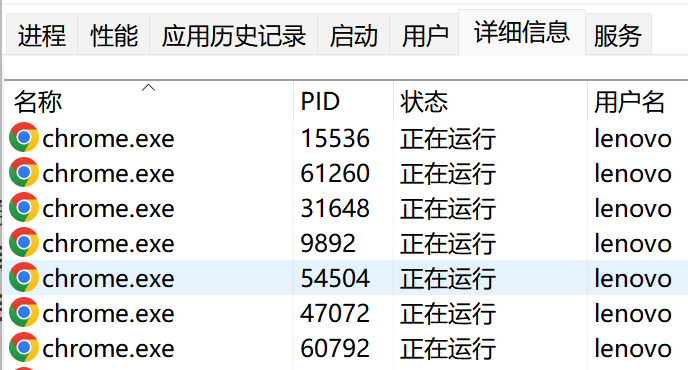 进程 性能 应用历史记录 启动 用户 详细信息 服务
名称 PID 状态 用户名
chrome.exe 15536 正在运行 lenovo
chrome.exe 61260 正在运行 lenovo
chrome.exe 31648 正在运行 lenovo
chrome.exe 9892 正在运行 lenovo
chrome.exe 54504 正在运行 lenovo
chrome.exe 47072 正在运行 lenovo
chrome.exe 60792 正在运行 lenovo